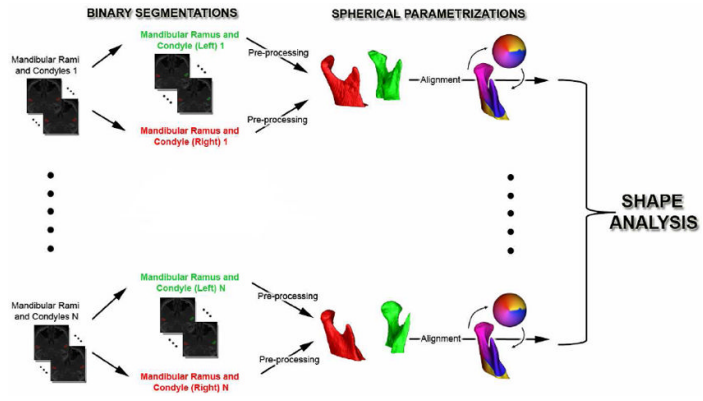 BINARY SEGMENTATIONS
SPHERICAL PARAMETRIZATIONS
Mandibular Rami
and Condyles 1
Mandibular Ramus and
Condyle (Left) 1
Mandibular Ramus and
Condyle (Right) 1
Pre-processing
Pre-processing
Alignment
SHAPE
ANALYSIS
Mandibular Rami
and Condyles N
Mandibular Ramus and
Condyle (Left) N
Mandibular Ramus and
Condyle (Right) N
Pre-processing
Pre-processing
Alignment